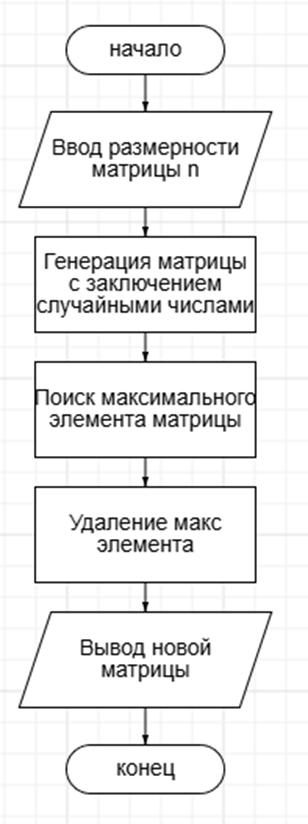 начало
Ввод размерности
матрицы n
Генерация матрицы
с заключением
случайными числами
Поиск максимального
элемента матрицы
Удаление макс
элемента
Вывод новой
матрицы
конец